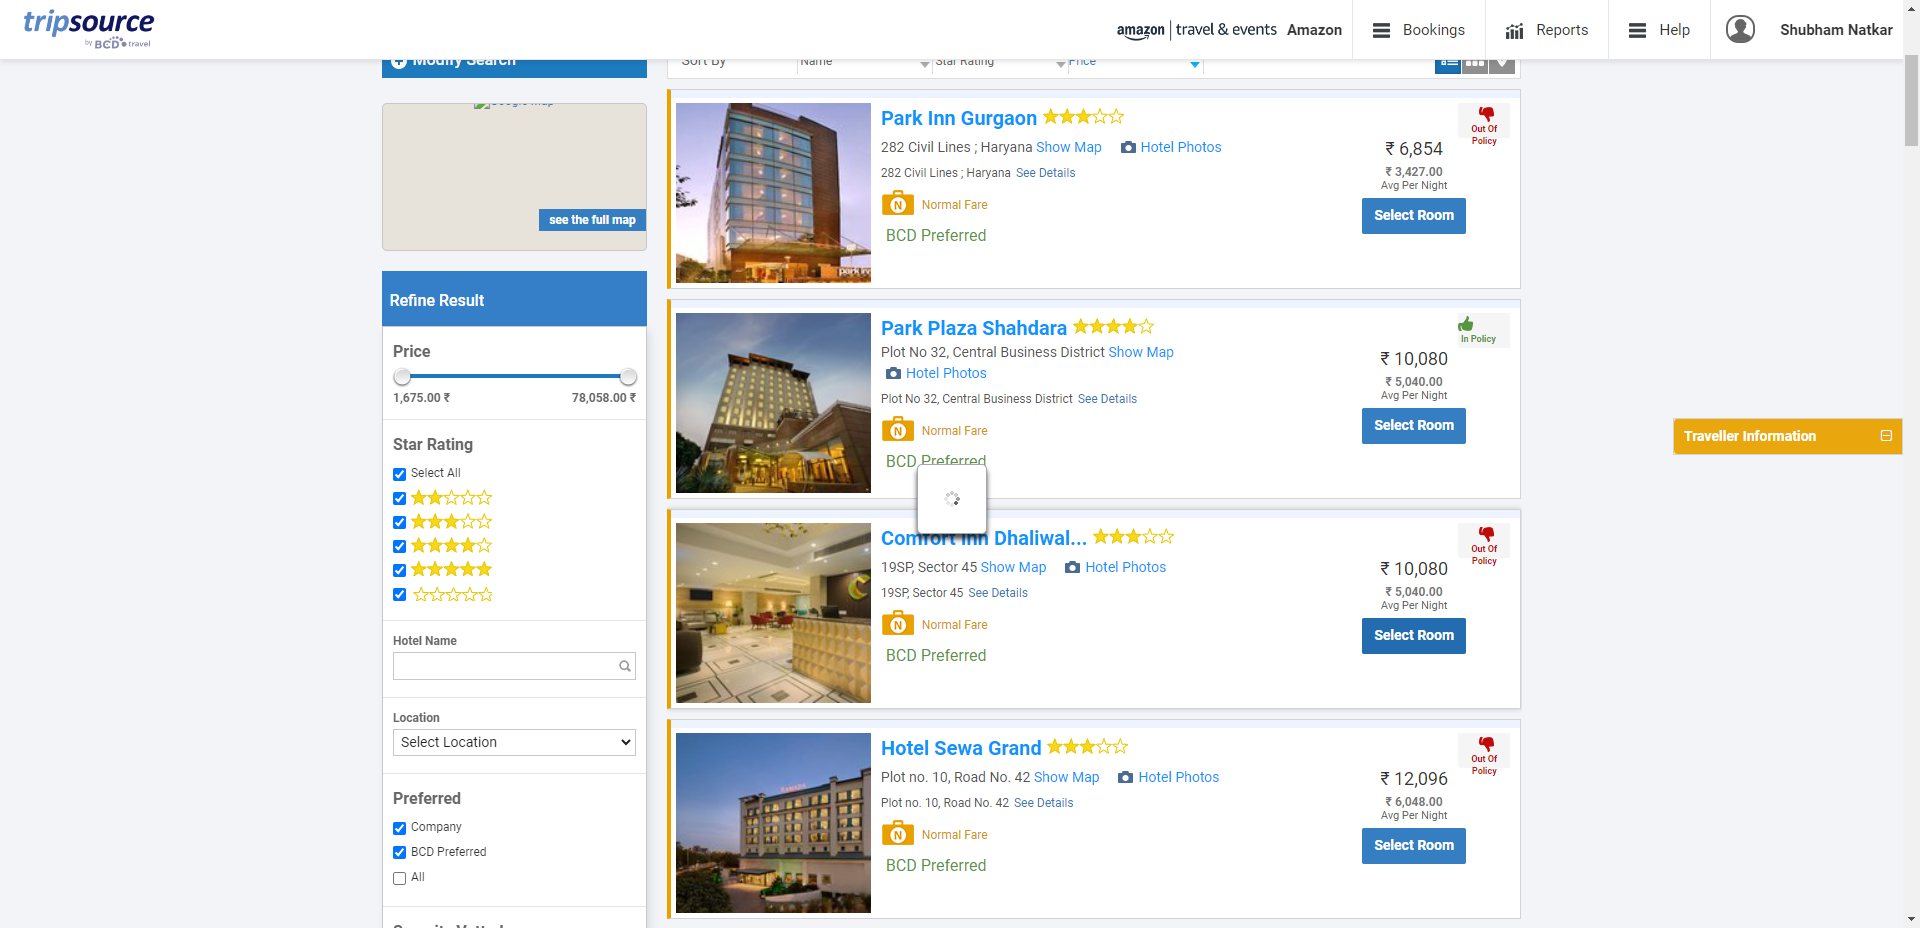 tripsource
by BCD travel
amazon | travel & events Amazon
Bookings
Reports
Help
Shubham Natkar
Modify Search
Sort By
Name
Star Rating
Price
Google Map
see the full map
Refine Result
Price
1,675.00 ₹
78,058.00 ₹
Star Rating
Select All
Hotel Name
Location
Select Location
Preferred
Company
BCD Preferred
All
Park Inn Gurgaon
282 Civil Lines ; Haryana Show Map Hotel Photos
282 Civil Lines ; Haryana See Details
N Normal Fare
BCD Preferred
Out Of
Policy
₹ 6,854
₹ 3,427.00
Avg Per Night
Select Room
park inn
Park Plaza Shahdara
Plot No 32, Central Business District Show Map
Hotel Photos
Plot No 32, Central Business District See Details
N Normal Fare
BCD Preferred
In Policy
₹ 10,080
₹ 5,040.00
Avg Per Night
Select Room
Comfort Inn Dhaliwal...
19SP, Sector 45 Show Map Hotel Photos
19SP, Sector 45 See Details
N Normal Fare
BCD Preferred
Out Of
Policy
₹ 10,080
₹ 5,040.00
Avg Per Night
Select Room
Hotel Sewa Grand
Plot no. 10, Road No. 42 Show Map Hotel Photos
Plot no. 10, Road No. 42 See Details
N Normal Fare
BCD Preferred
Out Of
Policy
₹ 12,096
₹ 6,048.00
Avg Per Night
Select Room
Traveller Information